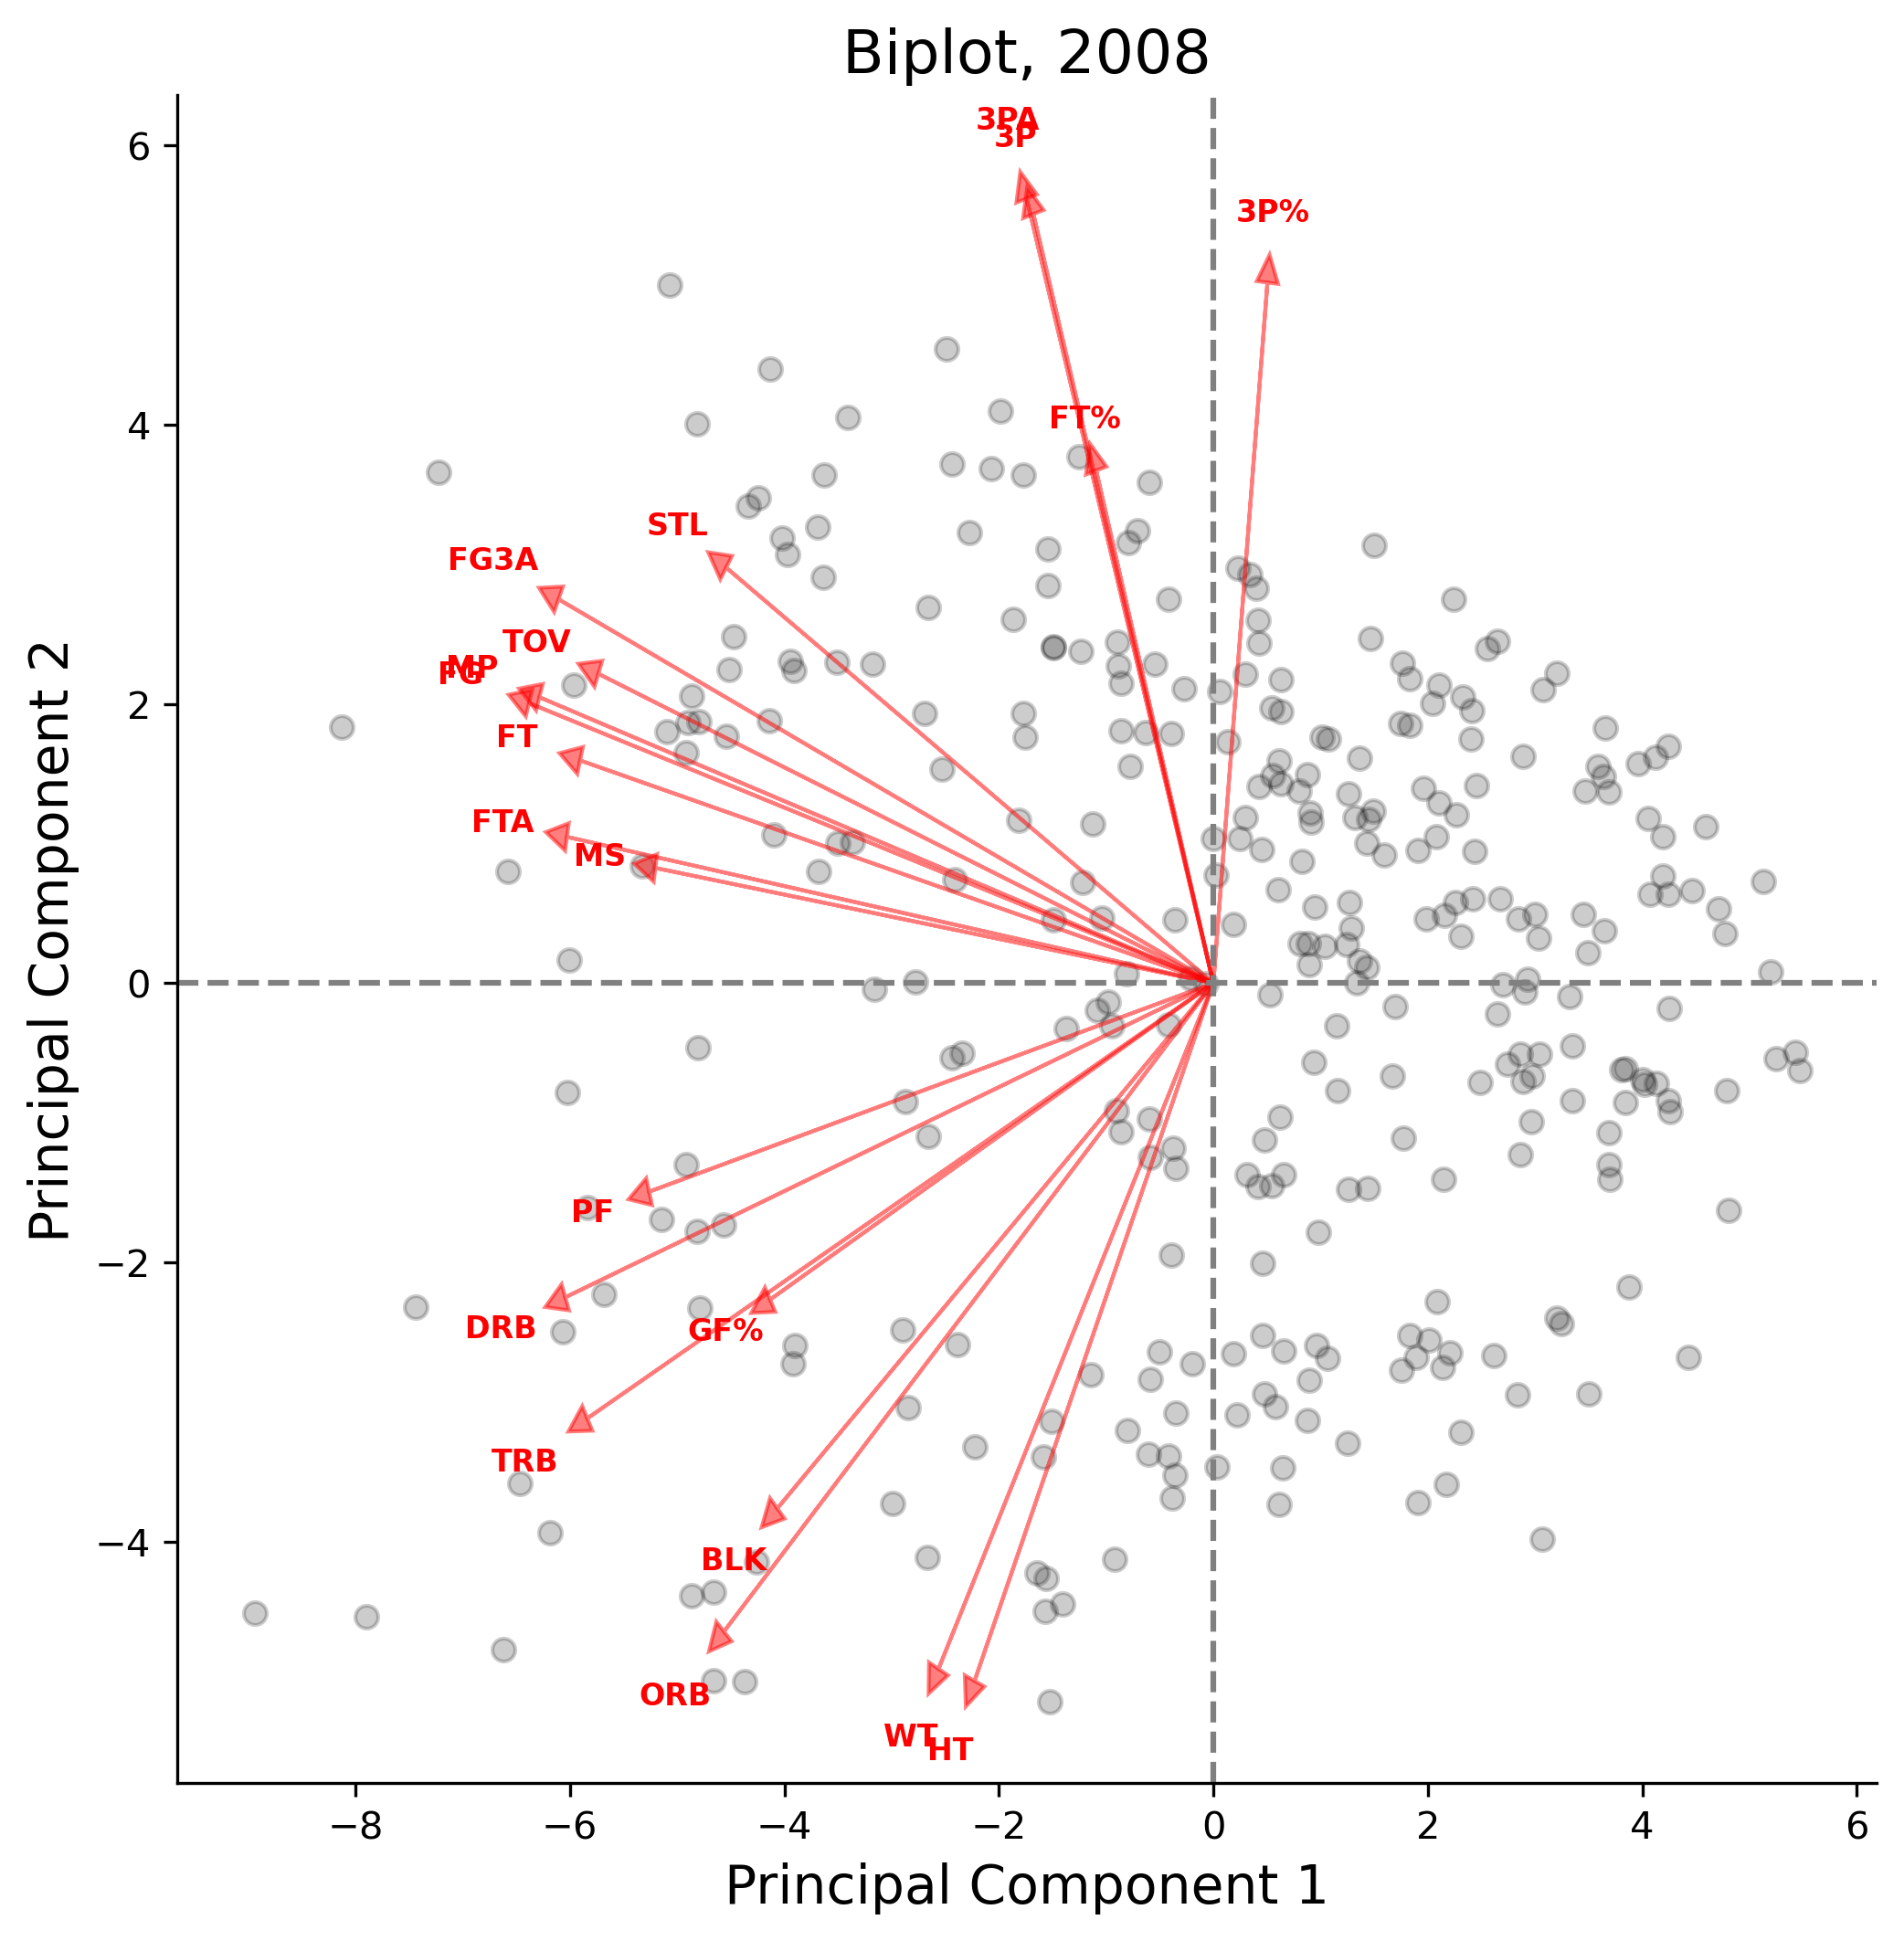 Biplot, 2008
Principal Component 2
6
4
2
0
−2
−4
3PA
3P
3P%
FT%
STL
FG3A
TOV
MP
FG
FT
FTA
MS
PF
DRB
GF%
TRB
BLK
ORB
WT
HT
−8 −6 −4 −2 0 2 4 6
Principal Component 1